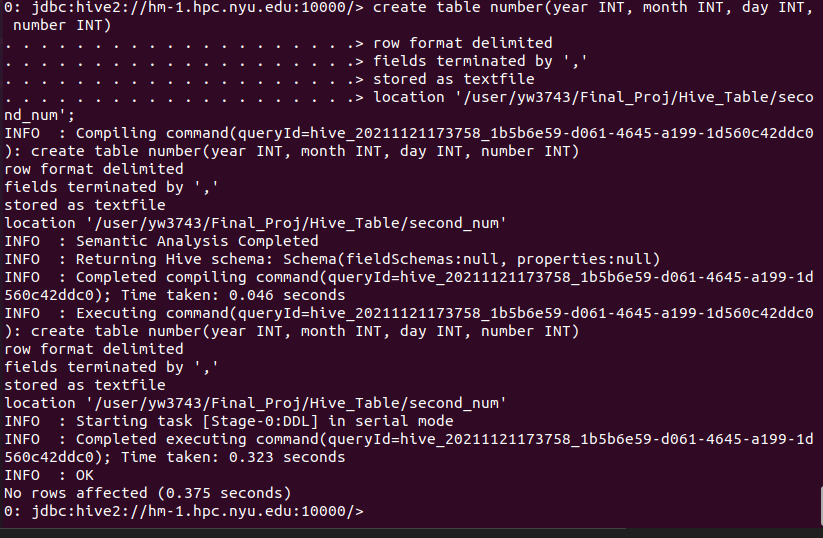 0: jdbc:hive2://hm-1.hpc.nyu.edu:10000/> create table number(year INT, month INT, day INT,
 number INT)
. . . . . . . . . . . . . . . . . . . .> row format delimited
. . . . . . . . . . . . . . . . . . . .> fields terminated by ','
. . . . . . . . . . . . . . . . . . . .> stored as textfile
. . . . . . . . . . . . . . . . . . . .> location '/user/yw3743/Final_Proj/Hive_Table/seco
nd_num';
INFO  : Compiling command(queryId=hive_20211121173758_1b5b6e59-d061-4645-a199-1d560c42ddc0
): create table number(year INT, month INT, day INT, number INT)
row format delimited
fields terminated by ','
stored as textfile
location '/user/yw3743/Final_Proj/Hive_Table/second_num'
INFO  : Semantic Analysis Completed
INFO  : Returning Hive schema: Schema(fieldSchemas:null, properties:null)
INFO  : Completed compiling command(queryId=hive_20211121173758_1b5b6e59-d061-4645-a199-1d
560c42ddc0); Time taken: 0.046 seconds
INFO  : Executing command(queryId=hive_20211121173758_1b5b6e59-d061-4645-a199-1d560c42ddc0
): create table number(year INT, month INT, day INT, number INT)
row format delimited
fields terminated by ','
stored as textfile
location '/user/yw3743/Final_Proj/Hive_Table/second_num'
INFO  : Starting task [Stage-0:DDL] in serial mode
INFO  : Completed executing command(queryId=hive_20211121173758_1b5b6e59-d061-4645-a199-1d
560c42ddc0); Time taken: 0.323 seconds
INFO  : OK
No rows affected (0.375 seconds)
0: jdbc:hive2://hm-1.hpc.nyu.edu:10000/>